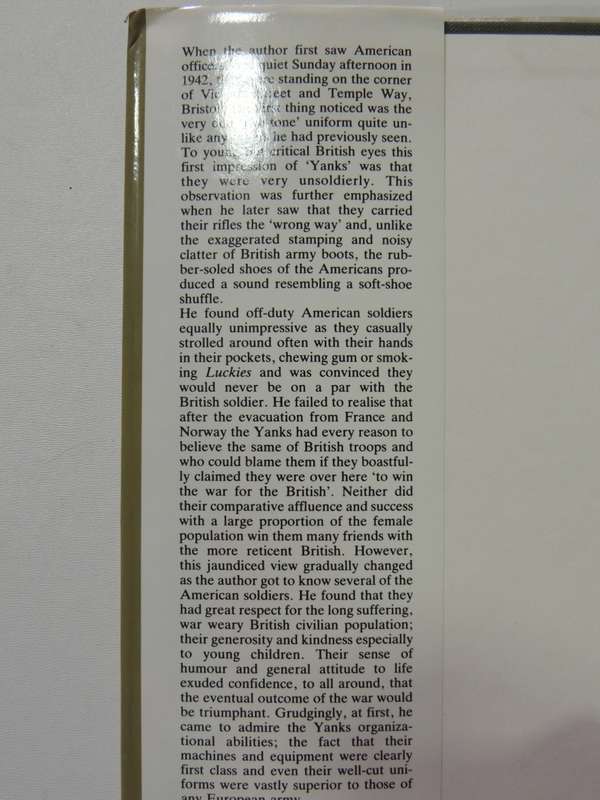 When the author first saw American
office quiet Sunday afternoon in
1942, standing on the corner
of Vic eet and Temple Way,
Bristo thing noticed was the
very tone' uniform quite un-
like any he had previously seen.
To young critical British eyes this
first impression of 'Yanks' was that
they were very unsoldierly. This
observation was further emphasized
when he later saw that they carried
their rifles the 'wrong way' and, unlike
the exaggerated stamping and noisy
clatter of British army boots, the rub-
ber-soled shoes of the Americans pro-
duced a sound resembling a soft-shoe
shuffle.
He found off-duty American soldiers
equally unimpressive as they casually
strolled around often with their hands
in their pockets, chewing gum or smok-
ing Luckies and was convinced they
would never be on a par with the
British soldier. He failed to realise that
after the evacuation from France and
Norway the Yanks had every reason to
believe the same of British troops and
who could blame them if they boastful-
ly claimed they were over here 'to win
the war for the British'. Neither did
their comparative affluence and success
with a large proportion of the female
population win them many friends with
the more reticent British. However,
this jaundiced view gradually changed
as the author got to know several of the
American soldiers. He found that they
had great respect for the long suffering,
war weary British civilian population;
their generosity and kindness especially
to young children. Their sense of
humour and general attitude to life
exuded confidence, to all around, that
the eventual outcome of the war would
be triumphant. Grudgingly, at first, he
came to admire the Yanks organiza-
tional abilities; the fact that their
machines and equipment were clearly
first class and even their well-cut uni-
forms were vastly superior to those of
any European army